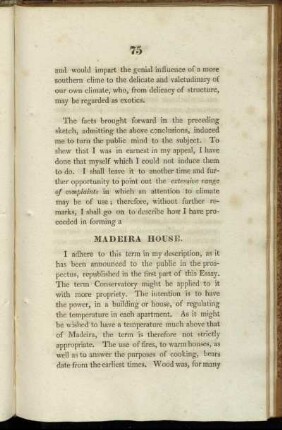 75
and would impart the genial influence of a more
southern clime to the delicate and valetudinary of
our own climate, who, from delicacy of structure,
may be regarded as exotics.
The facts brought forward in the preceding
sketch, admitting the above conclusions, induced
me to turn the public mind to the subject. To
shew that I was in earnest in my appeal, I have
done that myself which I could not induce them
to do. I shall leave it to another time and fur-
ther opportunity to point out the extensive range
of complaints in which an attention to climate
may be of use; therefore, without further re-
marks, I shall go on to describe how I have pro-
ceeded in forming a
MADEIRA HOUSE.
I adhere to this term in my description, as it
has been announced to the public in the pros-
pectus, republished in the first part of this Essay.
The term Conservatory might be applied to it
with more propriety. The intention is to have
the power, in a building or house, of regulating
the temperature in each apartment. As it might
be wished to have a temperature much above that
of Madeira, the term is therefore not strictly
appropriate. The use of fires, to warm houses, as
well as to answer the purposes of cooking, bears
date from the earliest times. Wood was, for many